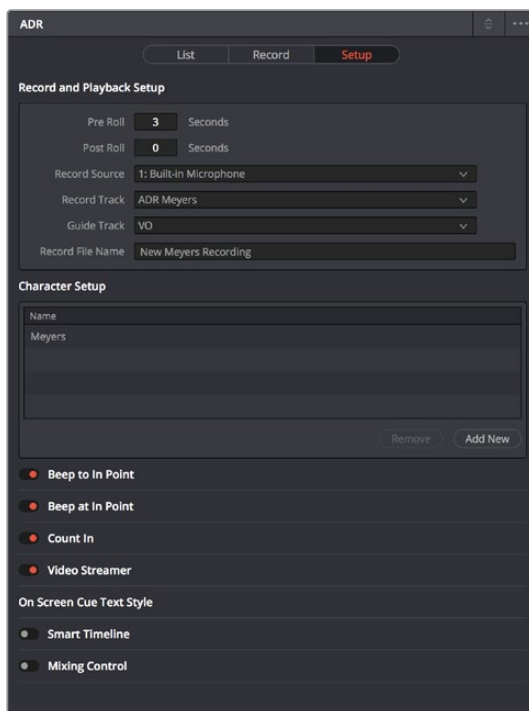 ADR
List Record Setup
Record and Playback Setup
Pre Roll 3 Seconds
Post Roll 0 Seconds
Record Source 1: Built-in Microphone
Record Track ADR Meyers
Guide Track VO
Record File Name New Meyers Recording
Character Setup
Name
Meyers
Remove Add New
Beep to In Point
Beep at In Point
Count In
Video Streamer
On Screen Cue Text Style
Smart Timeline
Mixing Control